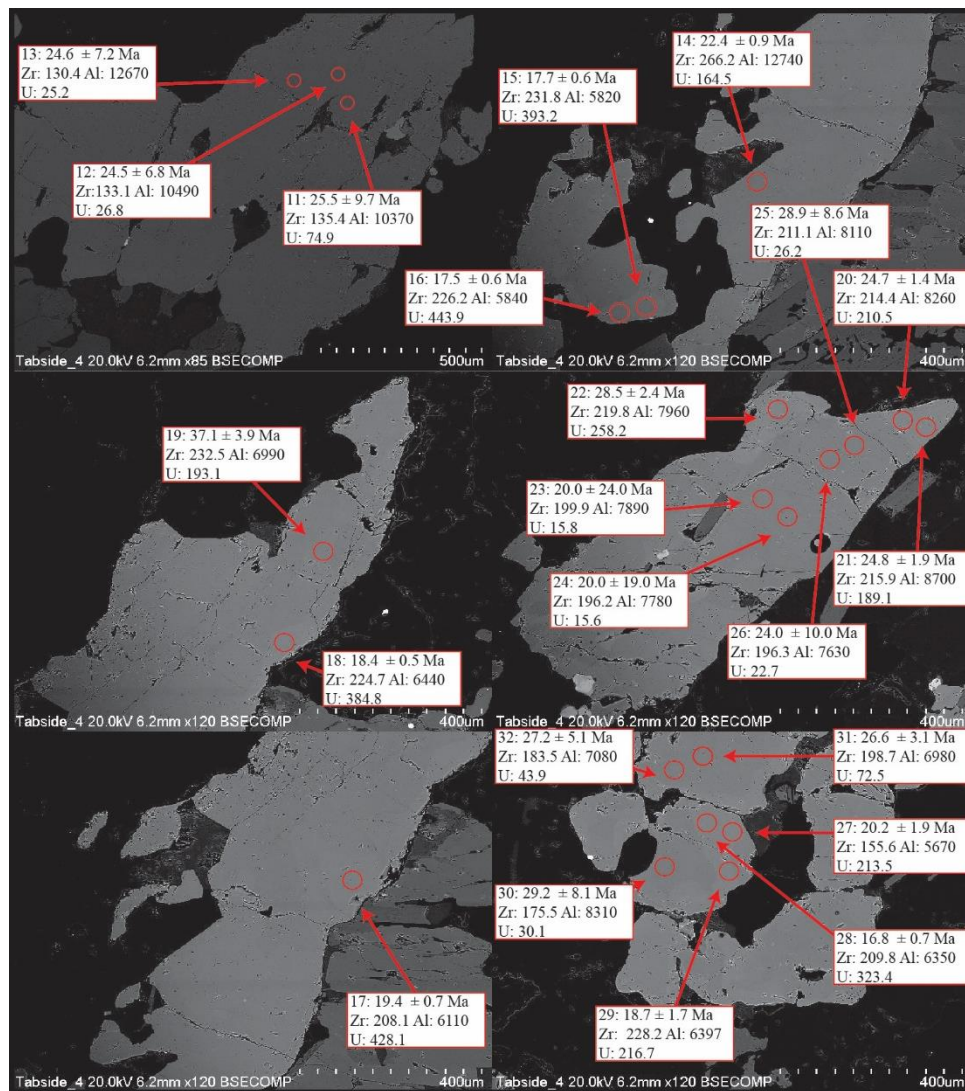 13: 24.6 ± 7.2 Ma
Zr: 130.4 Al: 12670
U: 25.2
12: 24.5 ± 6.8 Ma
Zr:133.1 Al: 10490
U: 26.8
11: 25.5 ± 9.7 Ma
Zr: 135.4 Al: 10370
U: 74.9
Tabside_4 20.0kV 6.2mm x85 BSECOMP
500um
14: 22.4 ± 0.9 Ma
Zr: 266.2 Al: 12740
U: 164.5
15: 17.7 ± 0.6 Ma
Zr: 231.8 Al: 5820
U: 393.2
16: 17.5 ± 0.6 Ma
Zr: 226.2 Al: 5840
U: 443.9
25: 28.9 ± 8.6 Ma
Zr: 211.1 Al: 8110
U: 26.2
20: 24.7 ± 1.4 Ma
Zr: 214.4 Al: 8260
U: 210.5
Tabside_4 20.0kV 6.2mm x120 BSECOMP
400um
19: 37.1 ± 3.9 Ma
Zr: 232.5 Al: 6990
U: 193.1
18: 18.4 ± 0.5 Ma
Zr: 224.7 Al: 6440
U: 384.8
Tabside_4 20.0kV 6.2mm x120 BSECOMP
400um
22: 28.5 ± 2.4 Ma
Zr: 219.8 Al: 7960
U: 258.2
23: 20.0 ± 24.0 Ma
Zr: 199.9 Al: 7890
U: 15.8
24: 20.0 ± 19.0 Ma
Zr: 196.2 Al: 7780
U: 15.6
21: 24.8 ± 1.9 Ma
Zr: 215.9 Al: 8700
U: 189.1
26: 24.0 ± 10.0 Ma
Zr: 196.3 Al: 7630
U: 22.7
Tabside_4 20.0kV 6.2mm x120 BSECOMP
400um
17: 19.4 ± 0.7 Ma
Zr: 208.1 Al: 6110
U: 428.1
Tabside_4 20.0kV 6.2mm x120 BSECOMP
400um
32: 27.2 ± 5.1 Ma
Zr: 183.5 Al: 7080
U: 43.9
31: 26.6 ± 3.1 Ma
Zr: 198.7 Al: 6980
U: 72.5
27: 20.2 ± 1.9 Ma
Zr: 155.6 Al: 5670
U: 213.5
30: 29.2 ± 8.1 Ma
Zr: 175.5 Al: 8310
U: 30.1
28: 16.8 ± 0.7 Ma
Zr: 209.8 Al: 6350
U: 323.4
29: 18.7 ± 1.7 Ma
Zr: 228.2 Al: 6397
U: 216.7
Tabside_4 20.0kV 6.2mm x120 BSECOMP
400um